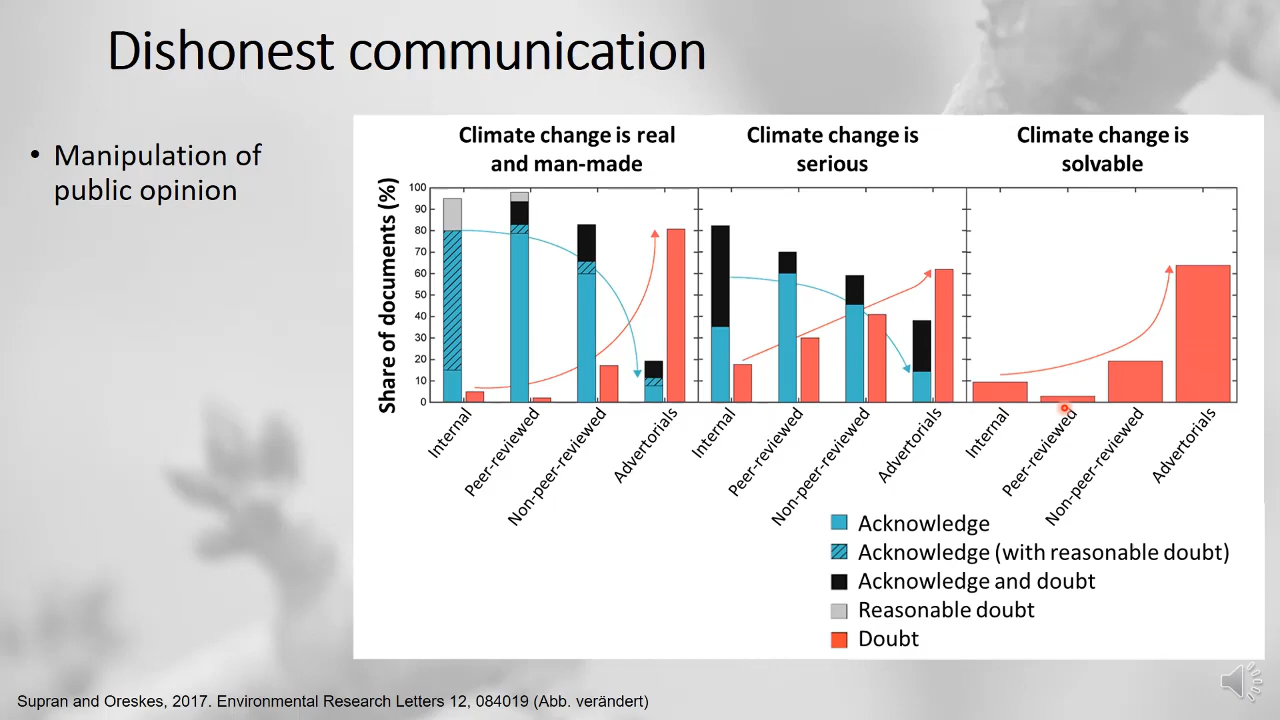 Dishonest communication
• Manipulation of
public opinion
Climate change is real
and man-made
Climate change is
serious
Climate change is
solvable
Share of documents (%)
100
90
80
70
60
50
40
30
20
10
0
Internal
Peer-reviewed
Non-peer-reviewed
Advertorials
Internal
Peer-reviewed
Non-peer-reviewed
Advertorials
Internal
Peer-reviewed
Non-peer-reviewed
Advertorials
Acknowledge
Acknowledge (with reasonable doubt)
Acknowledge and doubt
Reasonable doubt
Doubt
Supran and Oreskes, 2017. Environmental Research Letters 12, 084019 (Abb. verändert)